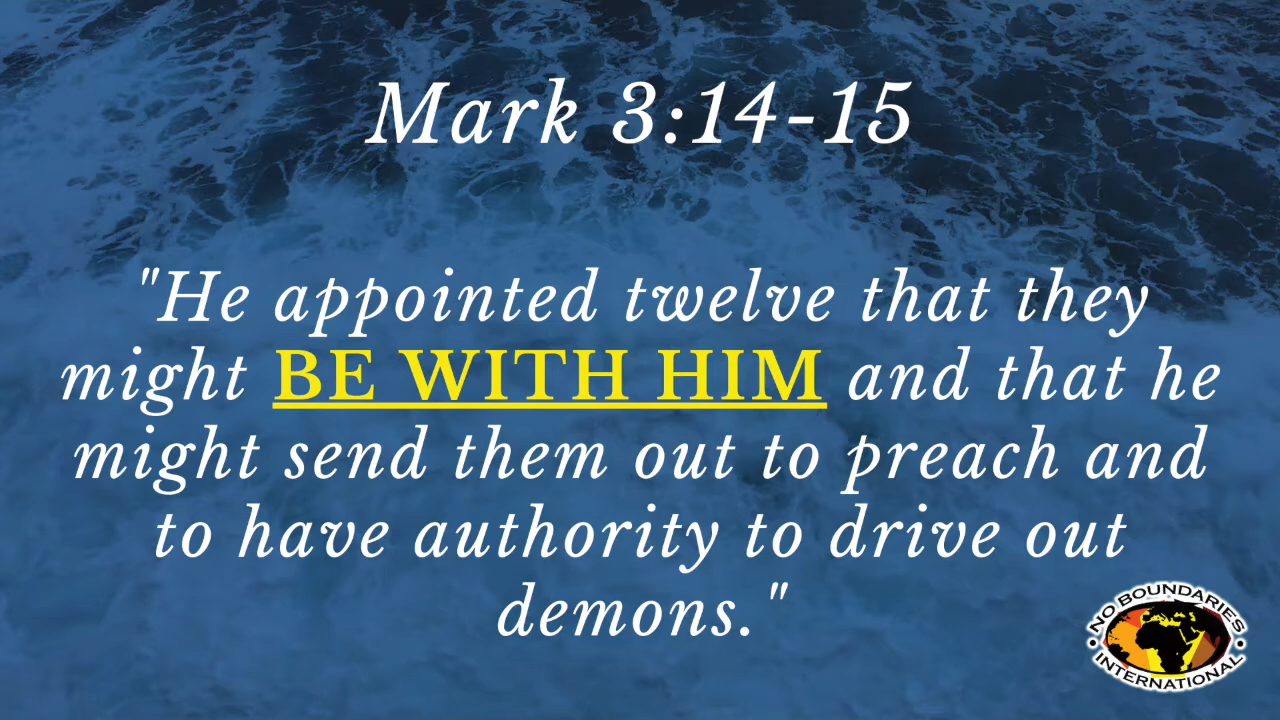 Mark 3:14-15
"He appointed twelve that they
might BE WITH HIM and that he
might send them out to preach and
to have authority to drive out
demons."
NO BOUNDARIES
INTERNATIONAL